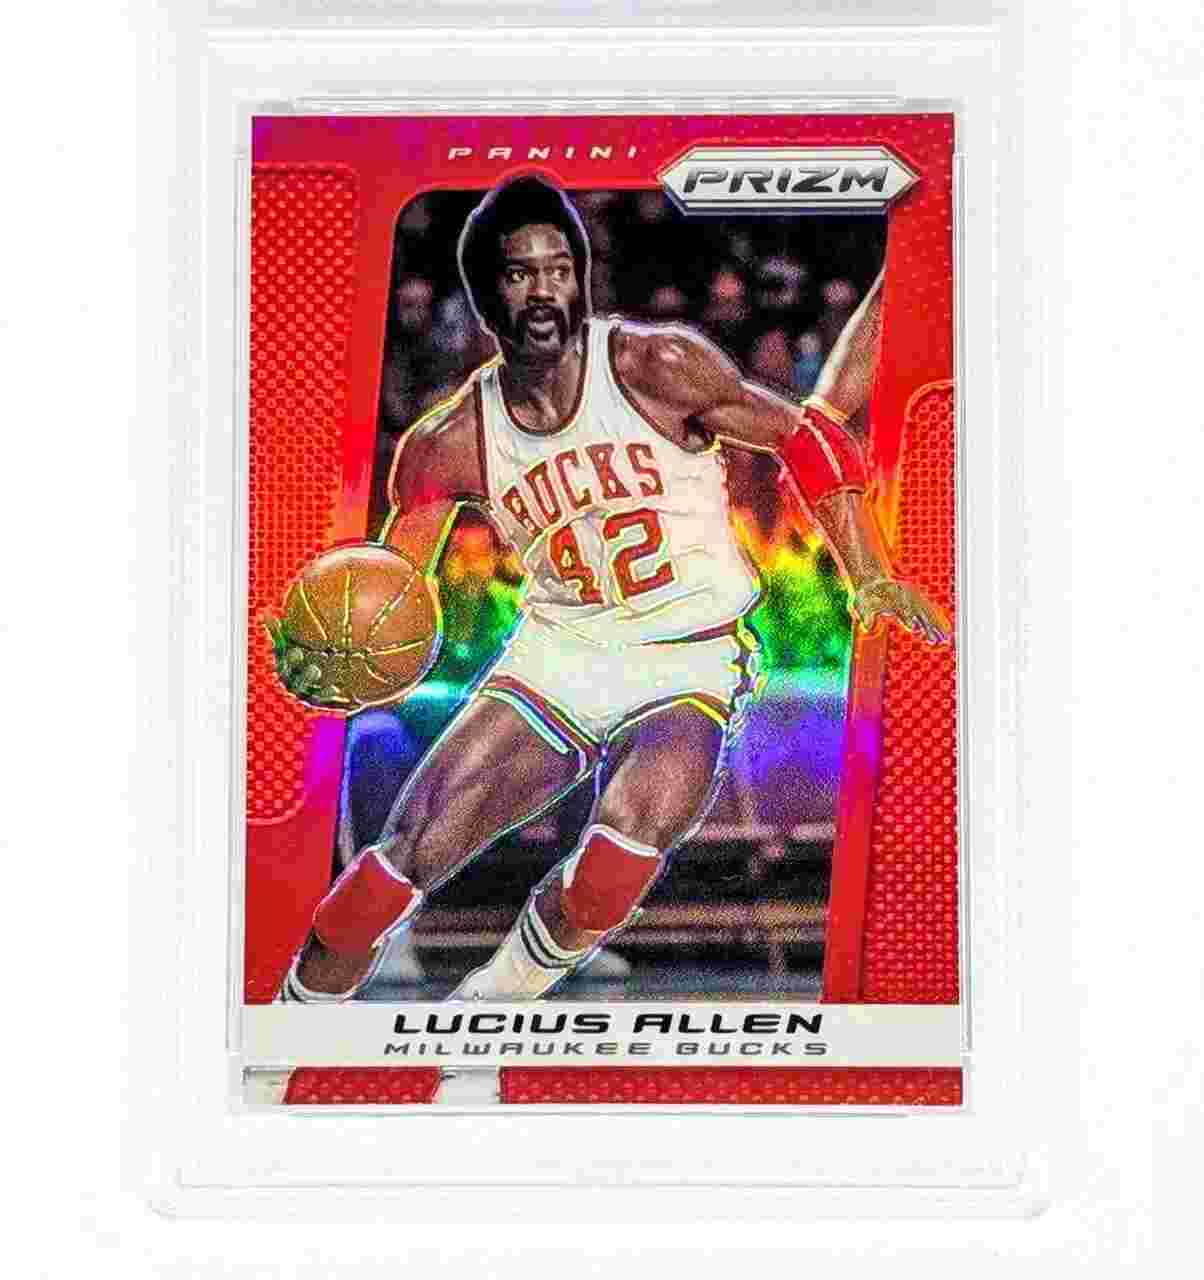 PANINI
PRIZM
BUCKS
42
LUCIUS ALLEN
MILWAUKEE BUCKS